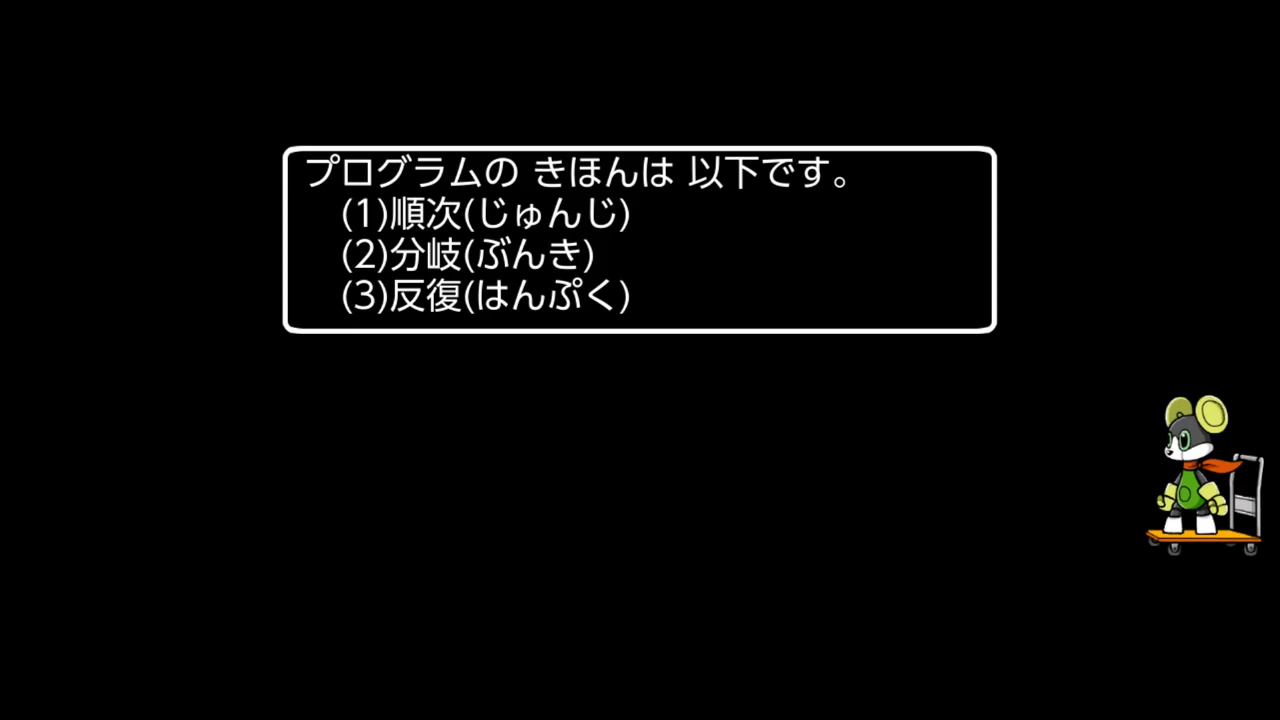 プログラムの きほんは 以下です。
(1)順次(じゅんじ)
(2)分岐(ぶんき)
(3)反復(はんぷく)